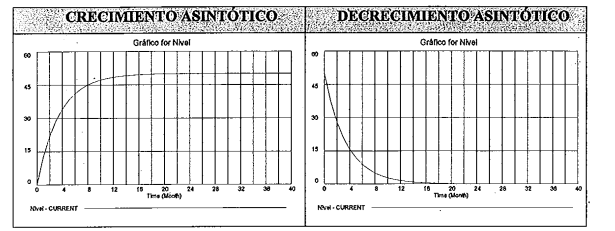 CRECIMIENTO ASINTÓTICO
Gráfico for Nivel
60
45
30
15
0
0 4 8 12 16 20 24 28 32 36 40
Time (Month)
Nivel - CURRENT
DECRECIMIENTO ASINTÓTICO
Gráfico for Nivel
60
45
30
15
0
0 4 8 12 16 20 24 28 32 36 40
Time (Month)
Nivel - CURRENT